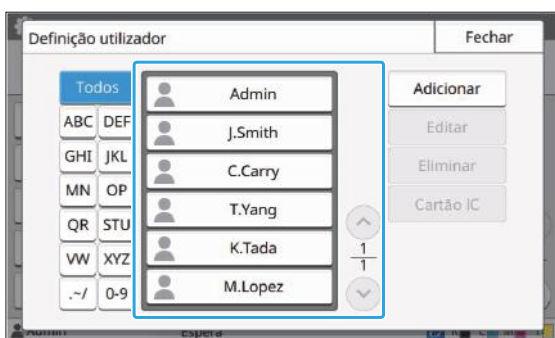 Definição utilizador
Fechar
Todos
ABC DEF
GHI JKL
MN OP
QR STU
VW XYZ
.~/ 0-9
Admin
J.Smith
C.Carry
T.Yang
K.Tada
M.Lopez
1
1
Adicionar
Editar
Eliminar
Cartão IC
Admin
Espera